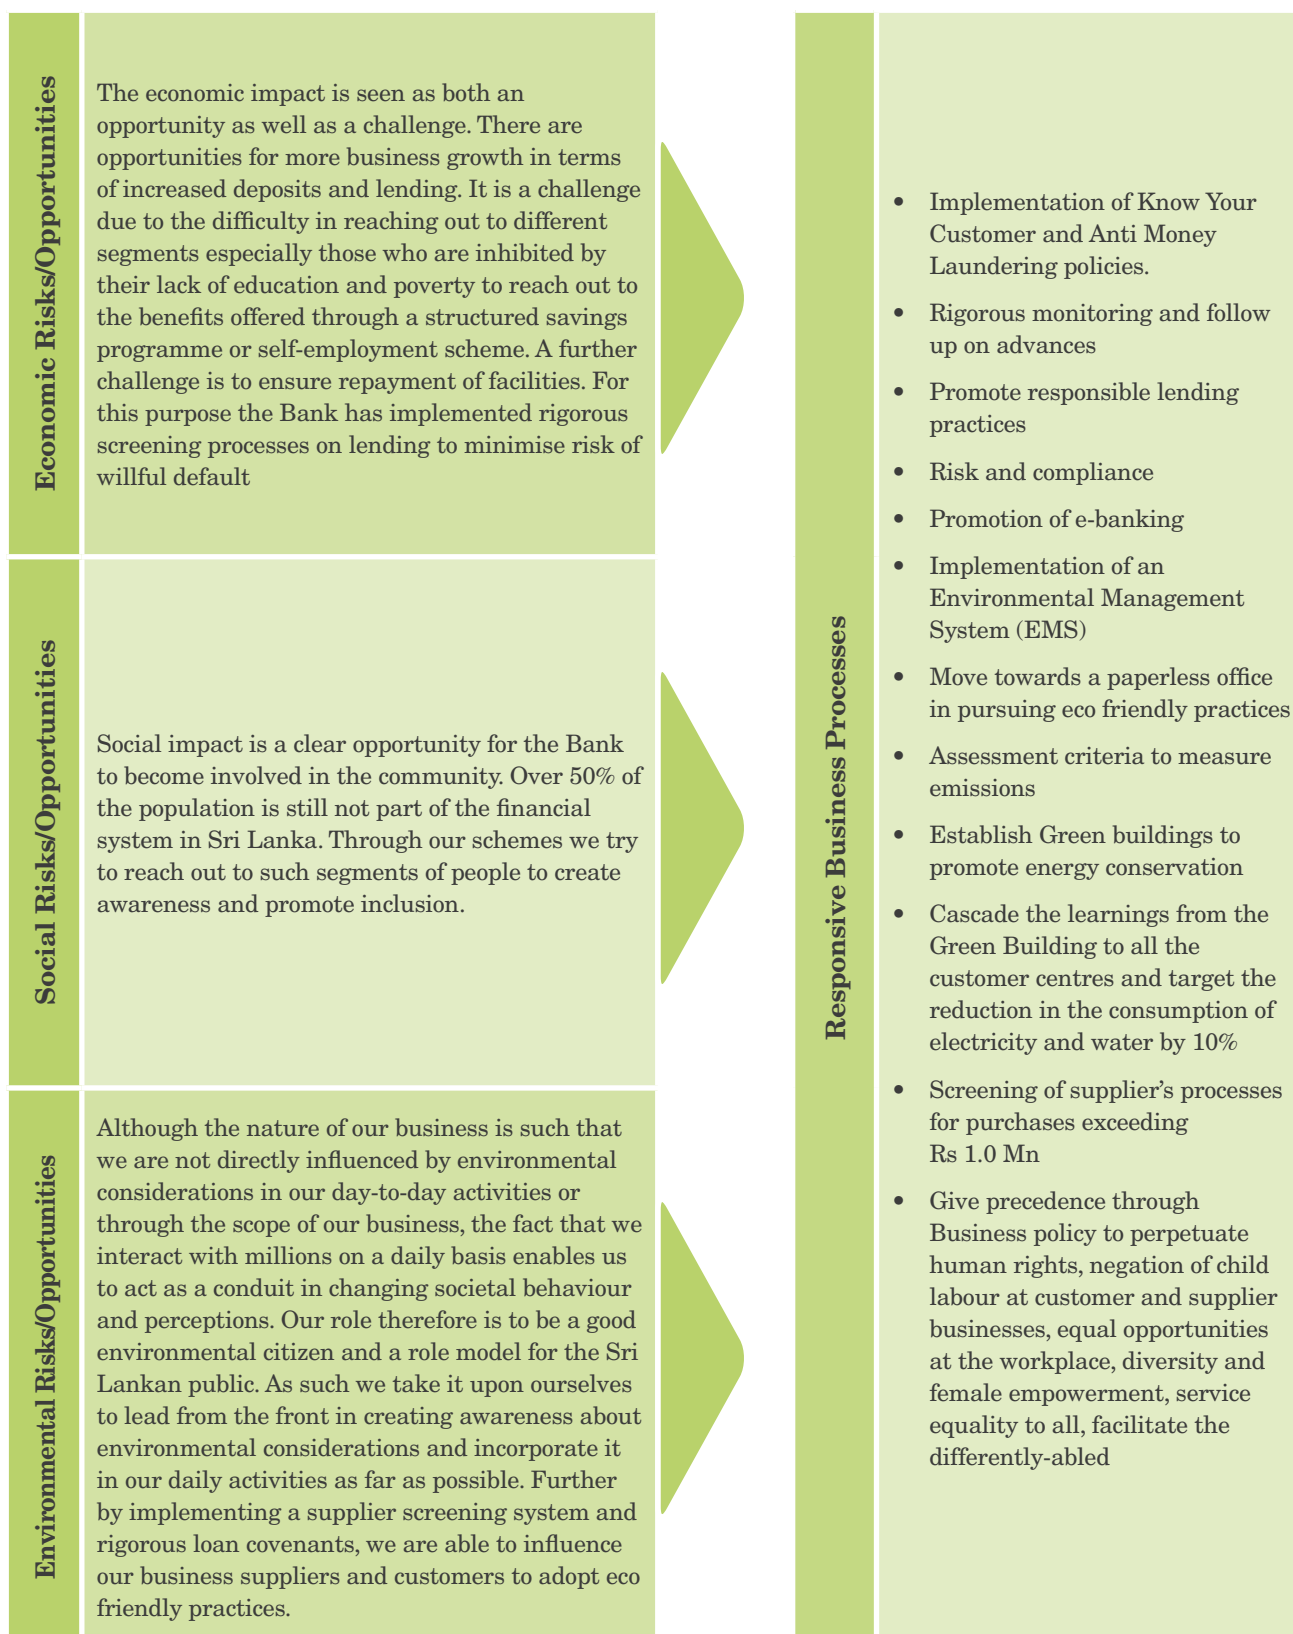 Economic Risks/Opportunities
The economic impact is seen as both an
opportunity as well as a challenge. There are
opportunities for more business growth in terms
of increased deposits and lending. It is a challenge
due to the difficulty in reaching out to different
segments especially those who are inhibited by
their lack of education and poverty to reach out to
the benefits offered through a structured savings
programme or self-employment scheme. A further
challenge is to ensure repayment of facilities. For
this purpose the Bank has implemented rigorous
screening processes on lending to minimise risk of
willful default
Social Risks/Opportunities
Social impact is a clear opportunity for the Bank
to become involved in the community. Over 50% of
the population is still not part of the financial
system in Sri Lanka. Through our schemes we try
to reach out to such segments of people to create
awareness and promote inclusion.
Environmental Risks/Opportunities
Although the nature of our business is such that
we are not directly influenced by environmental
considerations in our day-to-day activities or
through the scope of our business, the fact that we
interact with millions on a daily basis enables us
to act as a conduit in changing societal behaviour
and perceptions. Our role therefore is to be a good
environmental citizen and a role model for the Sri
Lankan public. As such we take it upon ourselves
to lead from the front in creating awareness about
environmental considerations and incorporate it
in our daily activities as far as possible. Further
by implementing a supplier screening system and
rigorous loan covenants, we are able to influence
our business suppliers and customers to adopt eco
friendly practices.
Responsive Business Processes
• Implementation of Know Your
Customer and Anti Money
Laundering policies.
• Rigorous monitoring and follow
up on advances
• Promote responsible lending
practices
• Risk and compliance
• Promotion of e-banking
• Implementation of an
Environmental Management
System (EMS)
• Move towards a paperless office
in pursuing eco friendly practices
• Assessment criteria to measure
emissions
• Establish Green buildings to
promote energy conservation
• Cascade the learnings from the
Green Building to all the
customer centres and target the
reduction in the consumption of
electricity and water by 10%
• Screening of supplier’s processes
for purchases exceeding
Rs 1.0 Mn
• Give precedence through
Business policy to perpetuate
human rights, negation of child
labour at customer and supplier
businesses, equal opportunities
at the workplace, diversity and
female empowerment, service
equality to all, facilitate the
differently-abled